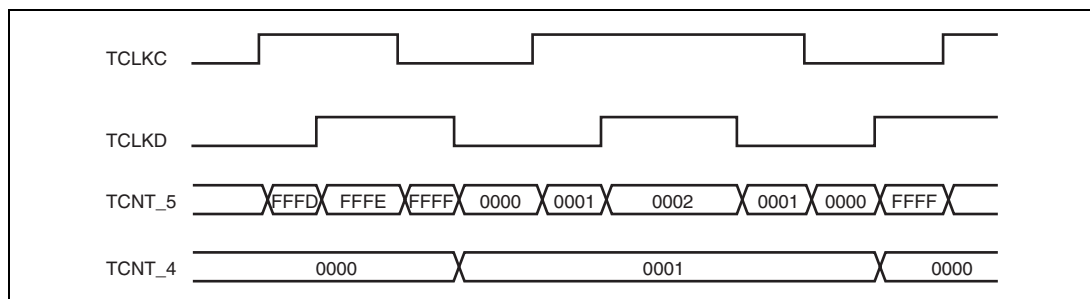 TCLKC
TCLKD
TCNT_5 FFFD FFFE FFFF 0000 0001 0002 0001 0000 FFFF
TCNT_4 0000 0001 0000